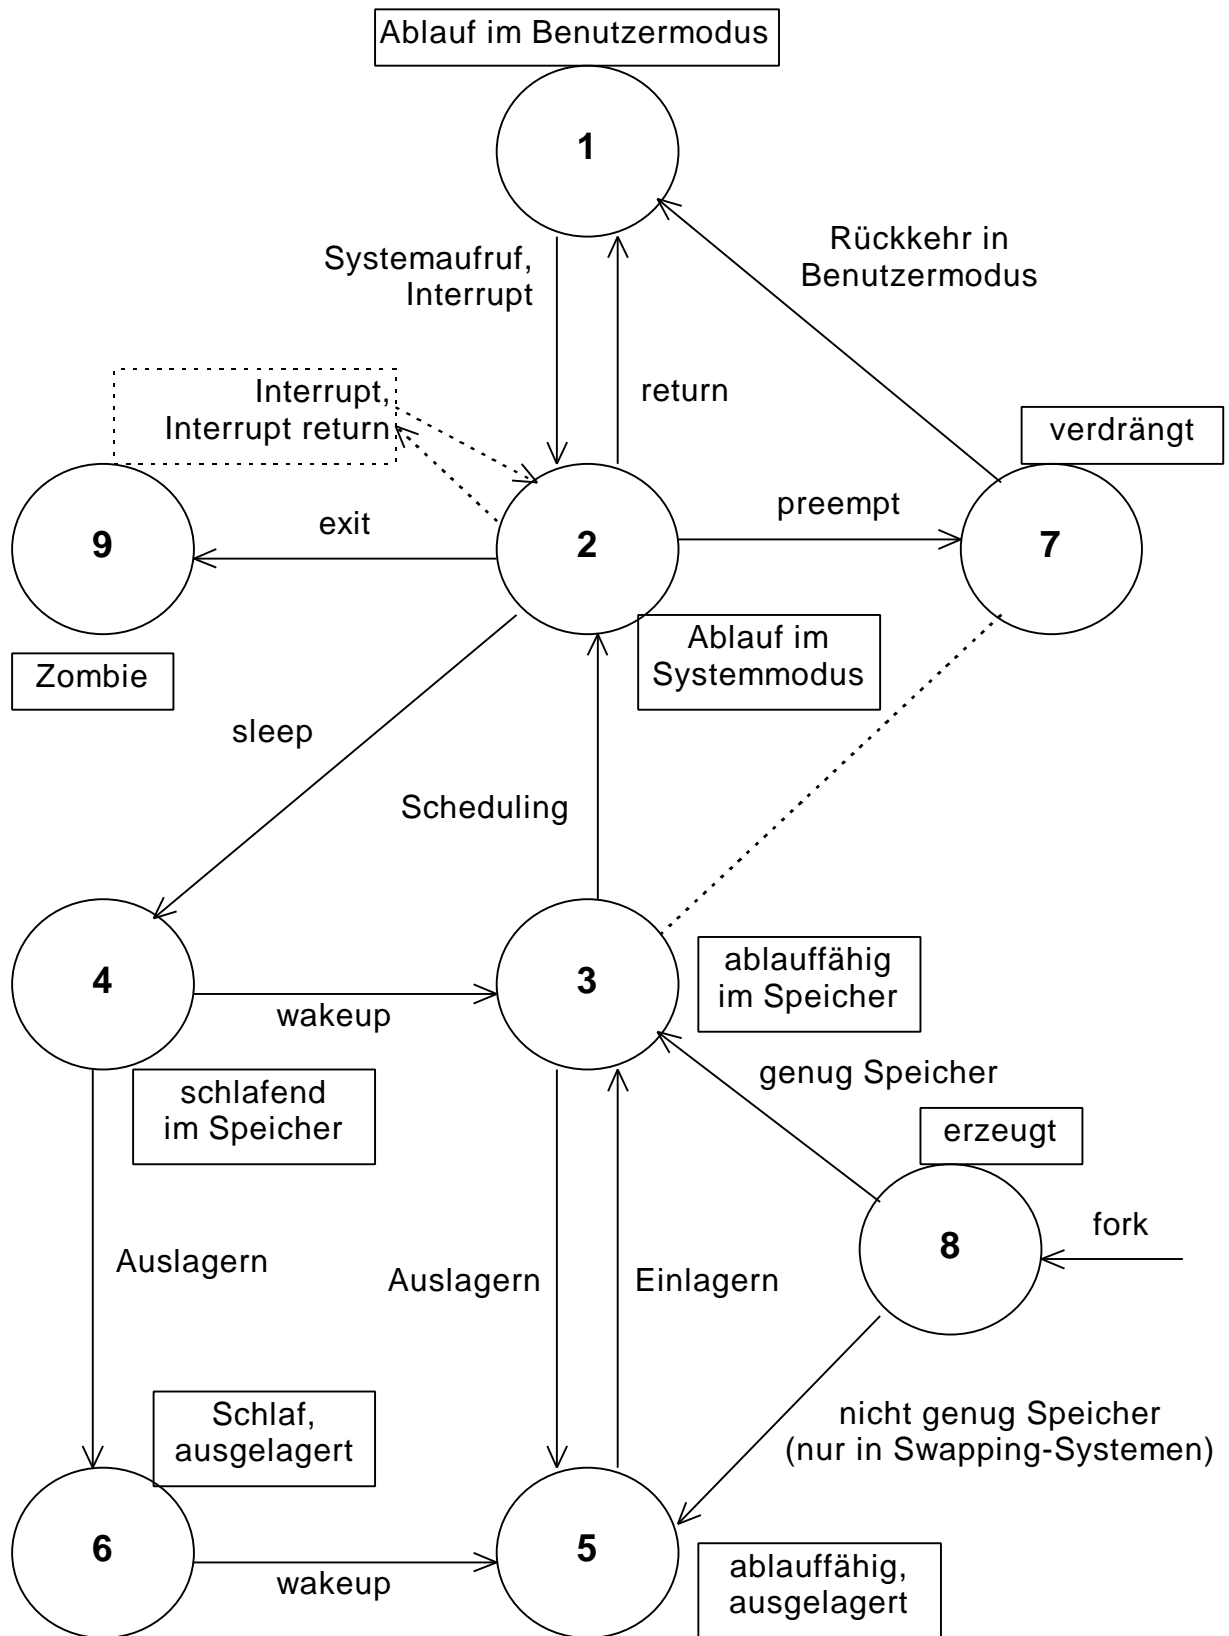 Ablauf im Benutzermodus
1
Systemaufruf,
Interrupt
Rückkehr in
Benutzermodus
return
Interrupt,
Interrupt return
verdrängt
9
exit
2
preempt
7
Zombie
Ablauf im
Systemmodus
sleep
Scheduling
4
wakeup
3
ablauffähig
im Speicher
schlafend
im Speicher
genug Speicher
erzeugt
8
fork
Auslagern
Auslagern
Einlagern
Schlaf,
ausgelagert
nicht genug Speicher
(nur in Swapping-Systemen)
6
wakeup
5
ablauffähig,
ausgelagert